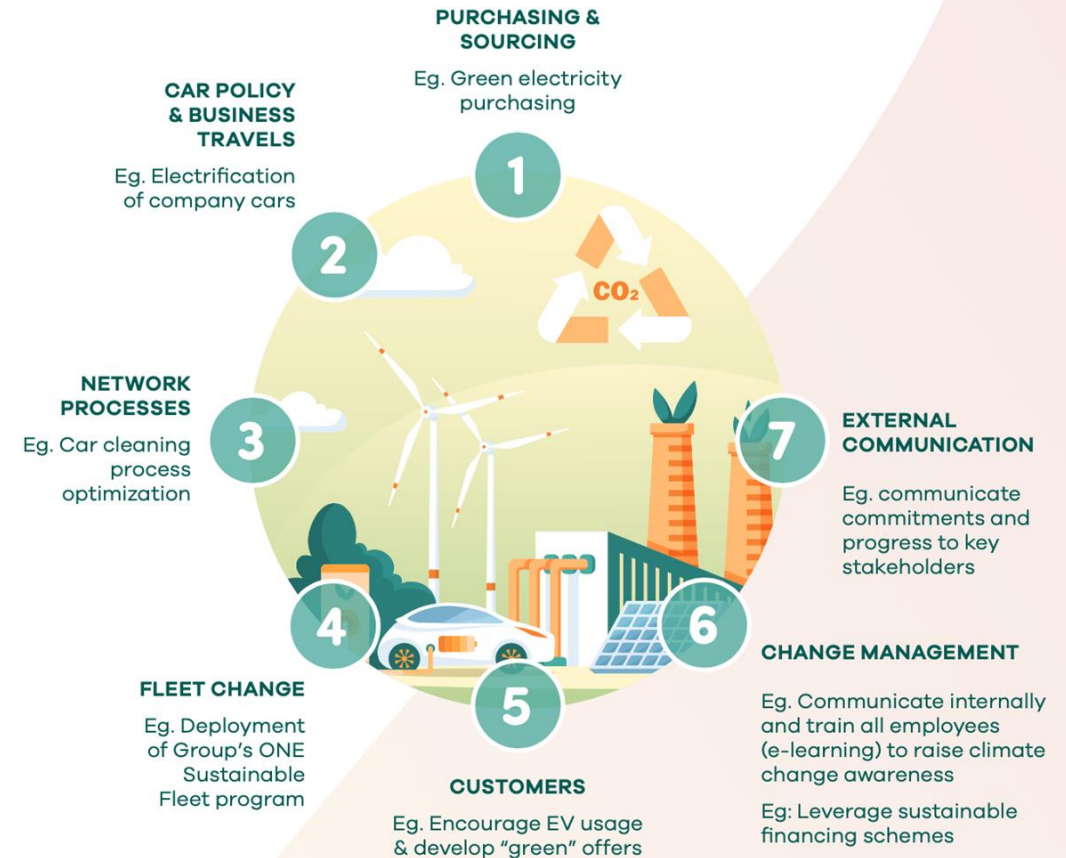 PURCHASING &
SOURCING
Eg. Green electricity
purchasing
1
CAR POLICY
& BUSINESS
TRAVELS
Eg. Electrification
of company cars
2
NETWORK
PROCESSES
Eg. Car cleaning
process
optimization
3
4
FLEET CHANGE
Eg. Deployment
of Group's ONE
Sustainable
Fleet program
5
CUSTOMERS
Eg. Encourage EV usage
& develop “green” offers
6
CHANGE MANAGEMENT
Eg. Communicate internally
and train all employees
(e-learning) to raise climate
change awareness
Eg: Leverage sustainable
financing schemes
7
EXTERNAL
COMMUNICATION
Eg. communicate
commitments and
progress to key
stakeholders
CO₂